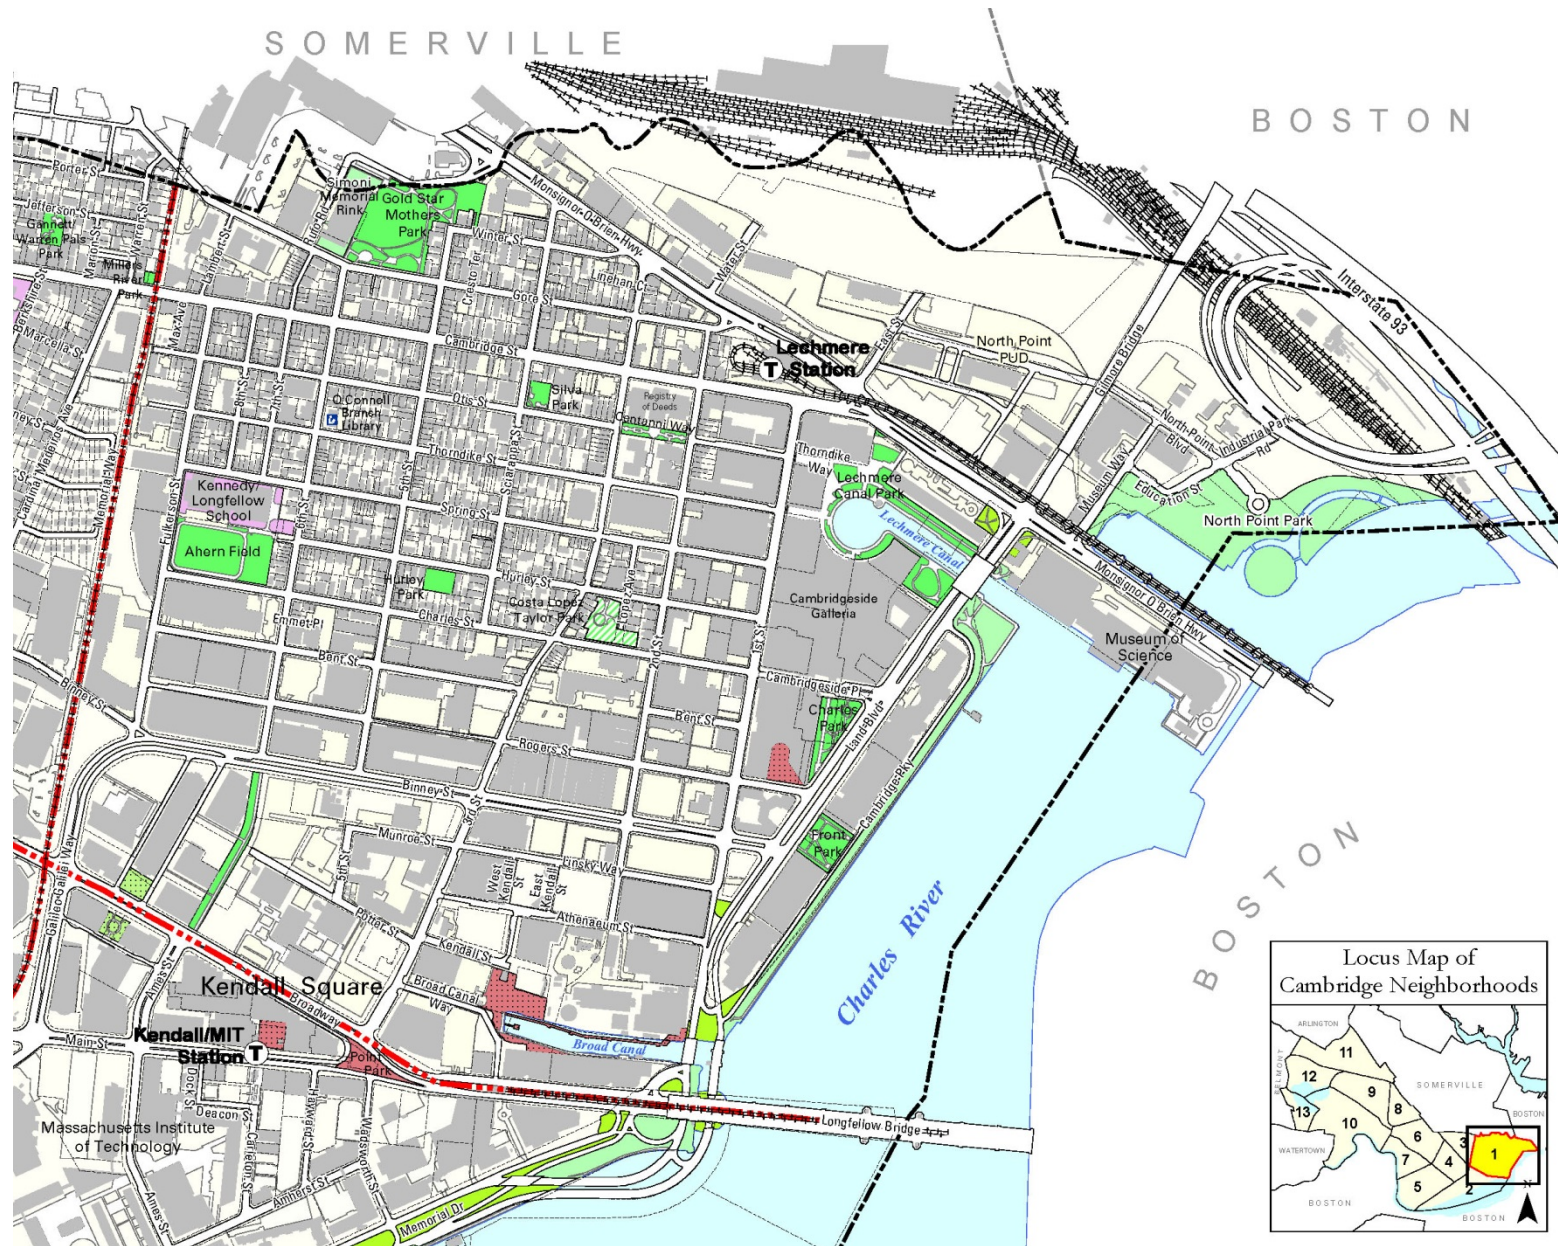 SOMERVILLE
BOSTON
Porter St
Jefferson St
Gannett/
Warren Pals
Park
Marion St
Warren St
Millers
River
Park
Berkshire St
Marcella St
Max Ave
Lambert St
Rufo Rd
Simoni
Memorial
Rink
Gold Star
Mothers
Park
Winter St
Monsignor O'Brien Hwy
Water St
Linehan Ct
Gore St
Cambridge St
Lechmere
Station
T
East St
North Point
PUD
Gilmore Bridge
Interstate 93
8th St
7th St
O'Connell
Branch
Library
Otis St
Silva
Park
Registry
of Deeds
Cantanni Way
Thorndike St
Thorndike
Way
Lechmere
Canal Park
Lechmere Canal
Museum Way
North Point
Blvd
Industrial Park
Rd
Education St
North Point Park
Cardinal Medeiros Ave
Memorial Way
Fulkerson St
Kennedy/
Longfellow
School
Ahern Field
6th St
5th St
Sciarappa St
Spring St
Hurley
Park
Hurley St
Costa Lopez
Taylor Park
Lopez Ave
Charles St
Emmet Pl
Bent St
2nd St
1st St
Cambridgeside
Galleria
Monsignor O'Brien Hwy
Museum of
Science
Cambridgeside Pl
Charles
Park
Land Blvd
Cambridge Pky
Bent St
Binney St
Rogers St
Binney St
3rd St
Munroe St
5th St
Linsky Way
West
Kendall
St
East
Kendall
St
Front
Park
Athenaeum St
Potter St
Kendall St
Galileo Galilei Way
Ames St
Kendall Square
Broadway
Broad Canal
Way
Broad Canal
Charles River
BOSTON
Main St
Kendall/MIT
Station
T
Point
Park
Dock St
Deacon St
Hayward St
Carleton St
Wadsworth St
Amherst St
Ames St
Massachusetts Institute
of Technology
Memorial Dr
Longfellow Bridge
Locus Map of
Cambridge Neighborhoods
ARLINGTON
BELMONT
SOMERVILLE
BOSTON
WATERTOWN
BOSTON
BOSTON
11
12
9
8
13
10
6
3
1
7
4
5
2
N